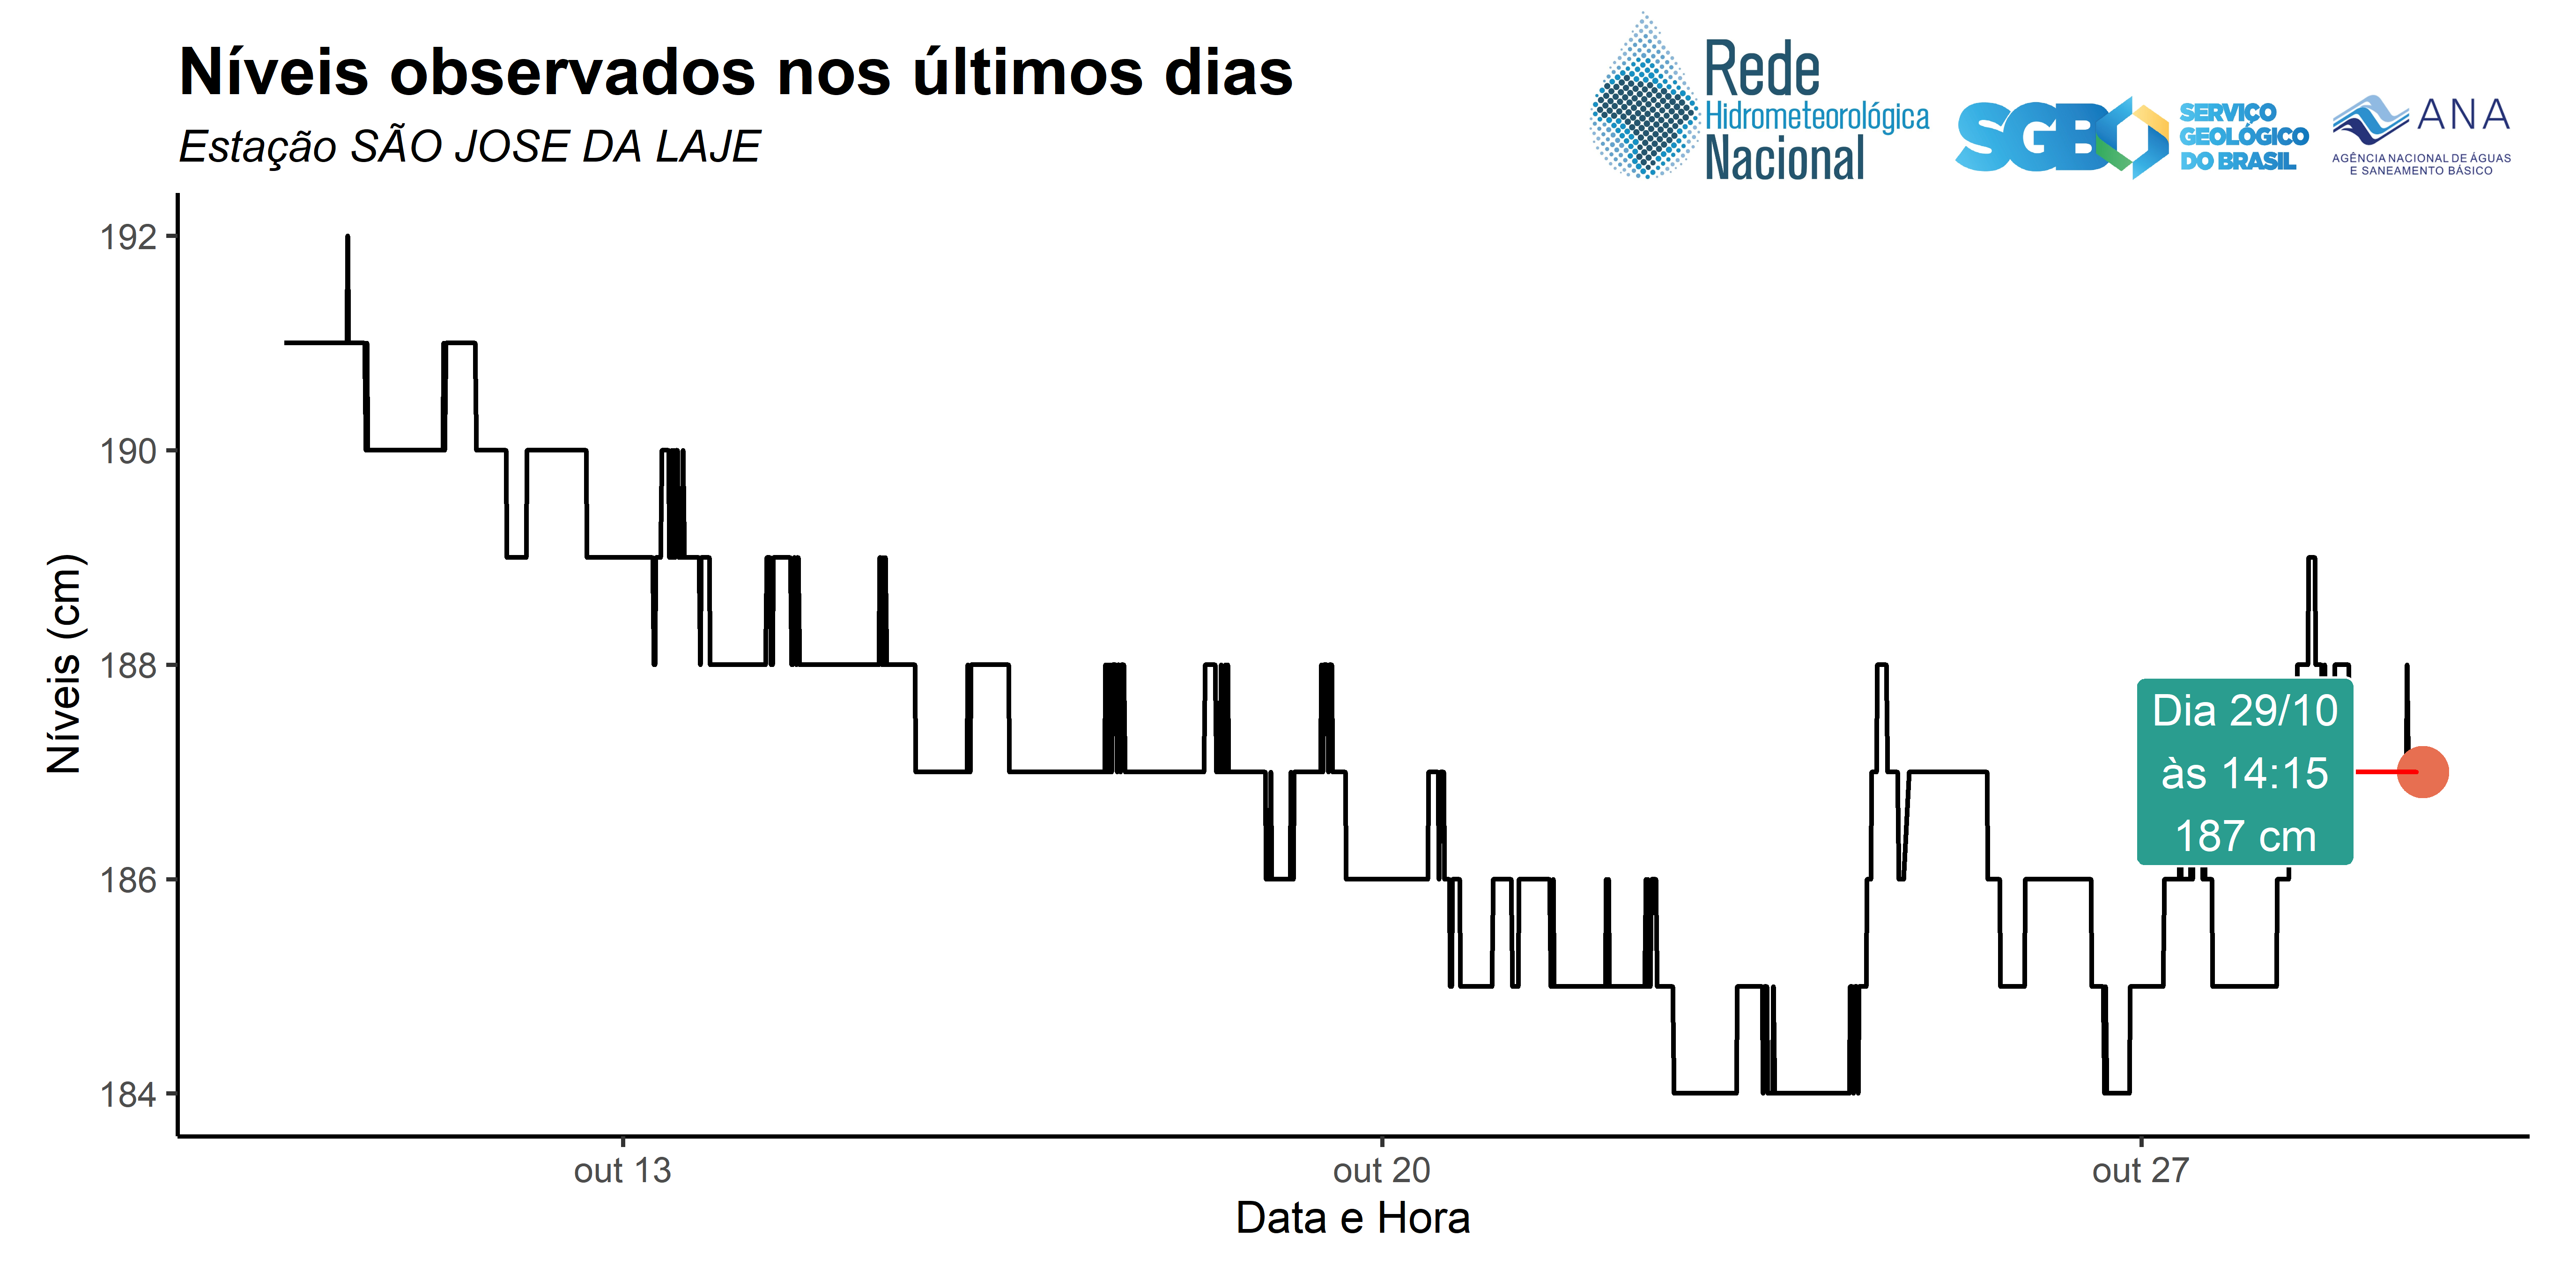 Níveis observados nos últimos dias
Estação SÃO JOSE DA LAJE
Rede
Hidrometeorológica
Nacional
SGB
SERVIÇO
GEOLÓGICO
DO BRASIL
ANA
AGÊNCIA NACIONAL DE ÁGUAS
E SANEAMENTO BÁSICO
Níveis (cm)
192
190
188
186
184
Dia 29/10
às 14:15
187 cm
out 13
out 20
out 27
Data e Hora